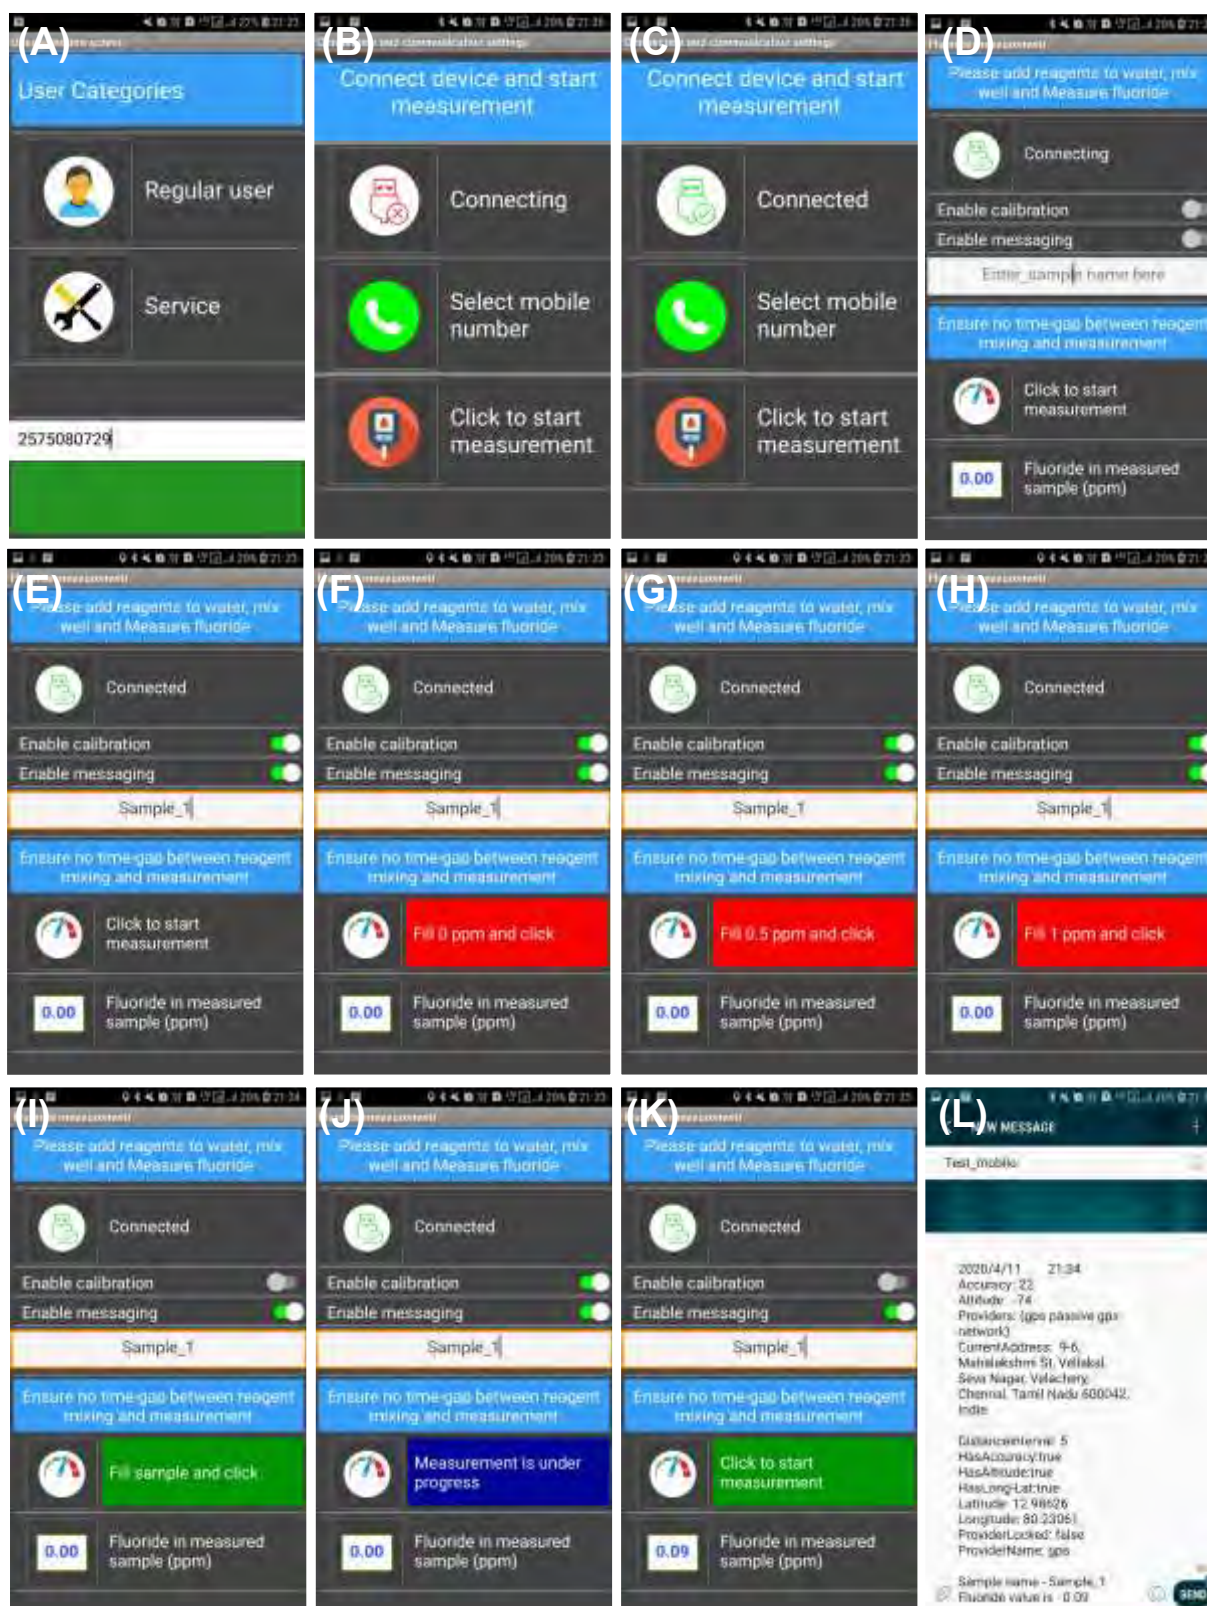 (A)
User Categories
Regular user
Service
2575080729
(B)
Connect device and start
measurement
Connecting
Select mobile
number
Click to start
measurement
(C)
Connect device and start
measurement
Connected
Select mobile
number
Click to start
measurement
(D)
Please add reagents to water, mix
well and Measure fluoride
Connecting
Enable calibration
Enable messaging
Enter_sample name here
Ensure no time-gap between reagent
mixing and measurement
Click to start
measurement
0.00
Fluoride in measured
sample (ppm)
(E)
Please add reagents to water, mix
well and Measure fluoride
Connected
Enable calibration
Enable messaging
Sample_1
Ensure no time-gap between reagent
mixing and measurement
Click to start
measurement
0.00
Fluoride in measured
sample (ppm)
(F)
Please add reagents to water, mix
well and Measure fluoride
Connected
Enable calibration
Enable messaging
Sample_1
Ensure no time-gap between reagent
mixing and measurement
Fill 0 ppm and click
0.00
Fluoride in measured
sample (ppm)
(G)
Please add reagents to water, mix
well and Measure fluoride
Connected
Enable calibration
Enable messaging
Sample_1
Ensure no time-gap between reagent
mixing and measurement
Fill 0.5 ppm and click
0.00
Fluoride in measured
sample (ppm)
(H)
Please add reagents to water, mix
well and Measure fluoride
Connected
Enable calibration
Enable messaging
Sample_1
Ensure no time-gap between reagent
mixing and measurement
Fill 1 ppm and click
0.00
Fluoride in measured
sample (ppm)
(I)
Please add reagents to water, mix
well and Measure fluoride
Connected
Enable calibration
Enable messaging
Sample_1
Ensure no time-gap between reagent
mixing and measurement
Fill sample and click
0.00
Fluoride in measured
sample (ppm)
(J)
Please add reagents to water, mix
well and Measure fluoride
Connected
Enable calibration
Enable messaging
Sample_1
Ensure no time-gap between reagent
mixing and measurement
Measurement is under
progress
0.00
Fluoride in measured
sample (ppm)
(K)
Please add reagents to water, mix
well and Measure fluoride
Connected
Enable calibration
Enable messaging
Sample_1
Ensure no time-gap between reagent
mixing and measurement
Click to start
measurement
0.09
Fluoride in measured
sample (ppm)
(L)
NEW MESSAGE
Test_mobile
2020/4/11 21:34
Accuracy: 22
Altitude: -74
Providers: (gps passive gps
network)
CurrentAddress: 9-6,
Mahalakshmi St, Vellakal,
Seva Nagar, Velachery,
Chennai, Tamil Nadu 600042,
India
DistanceInterval: 5
HasAccuracy:true
HasAltitude:true
HasLong-Lat:true
Latitude: 12.98626
Longitude: 80.23061
ProviderLocked: false
ProviderName: gps
Sample name - Sample_1
Fluoride value is 0.09
SEND